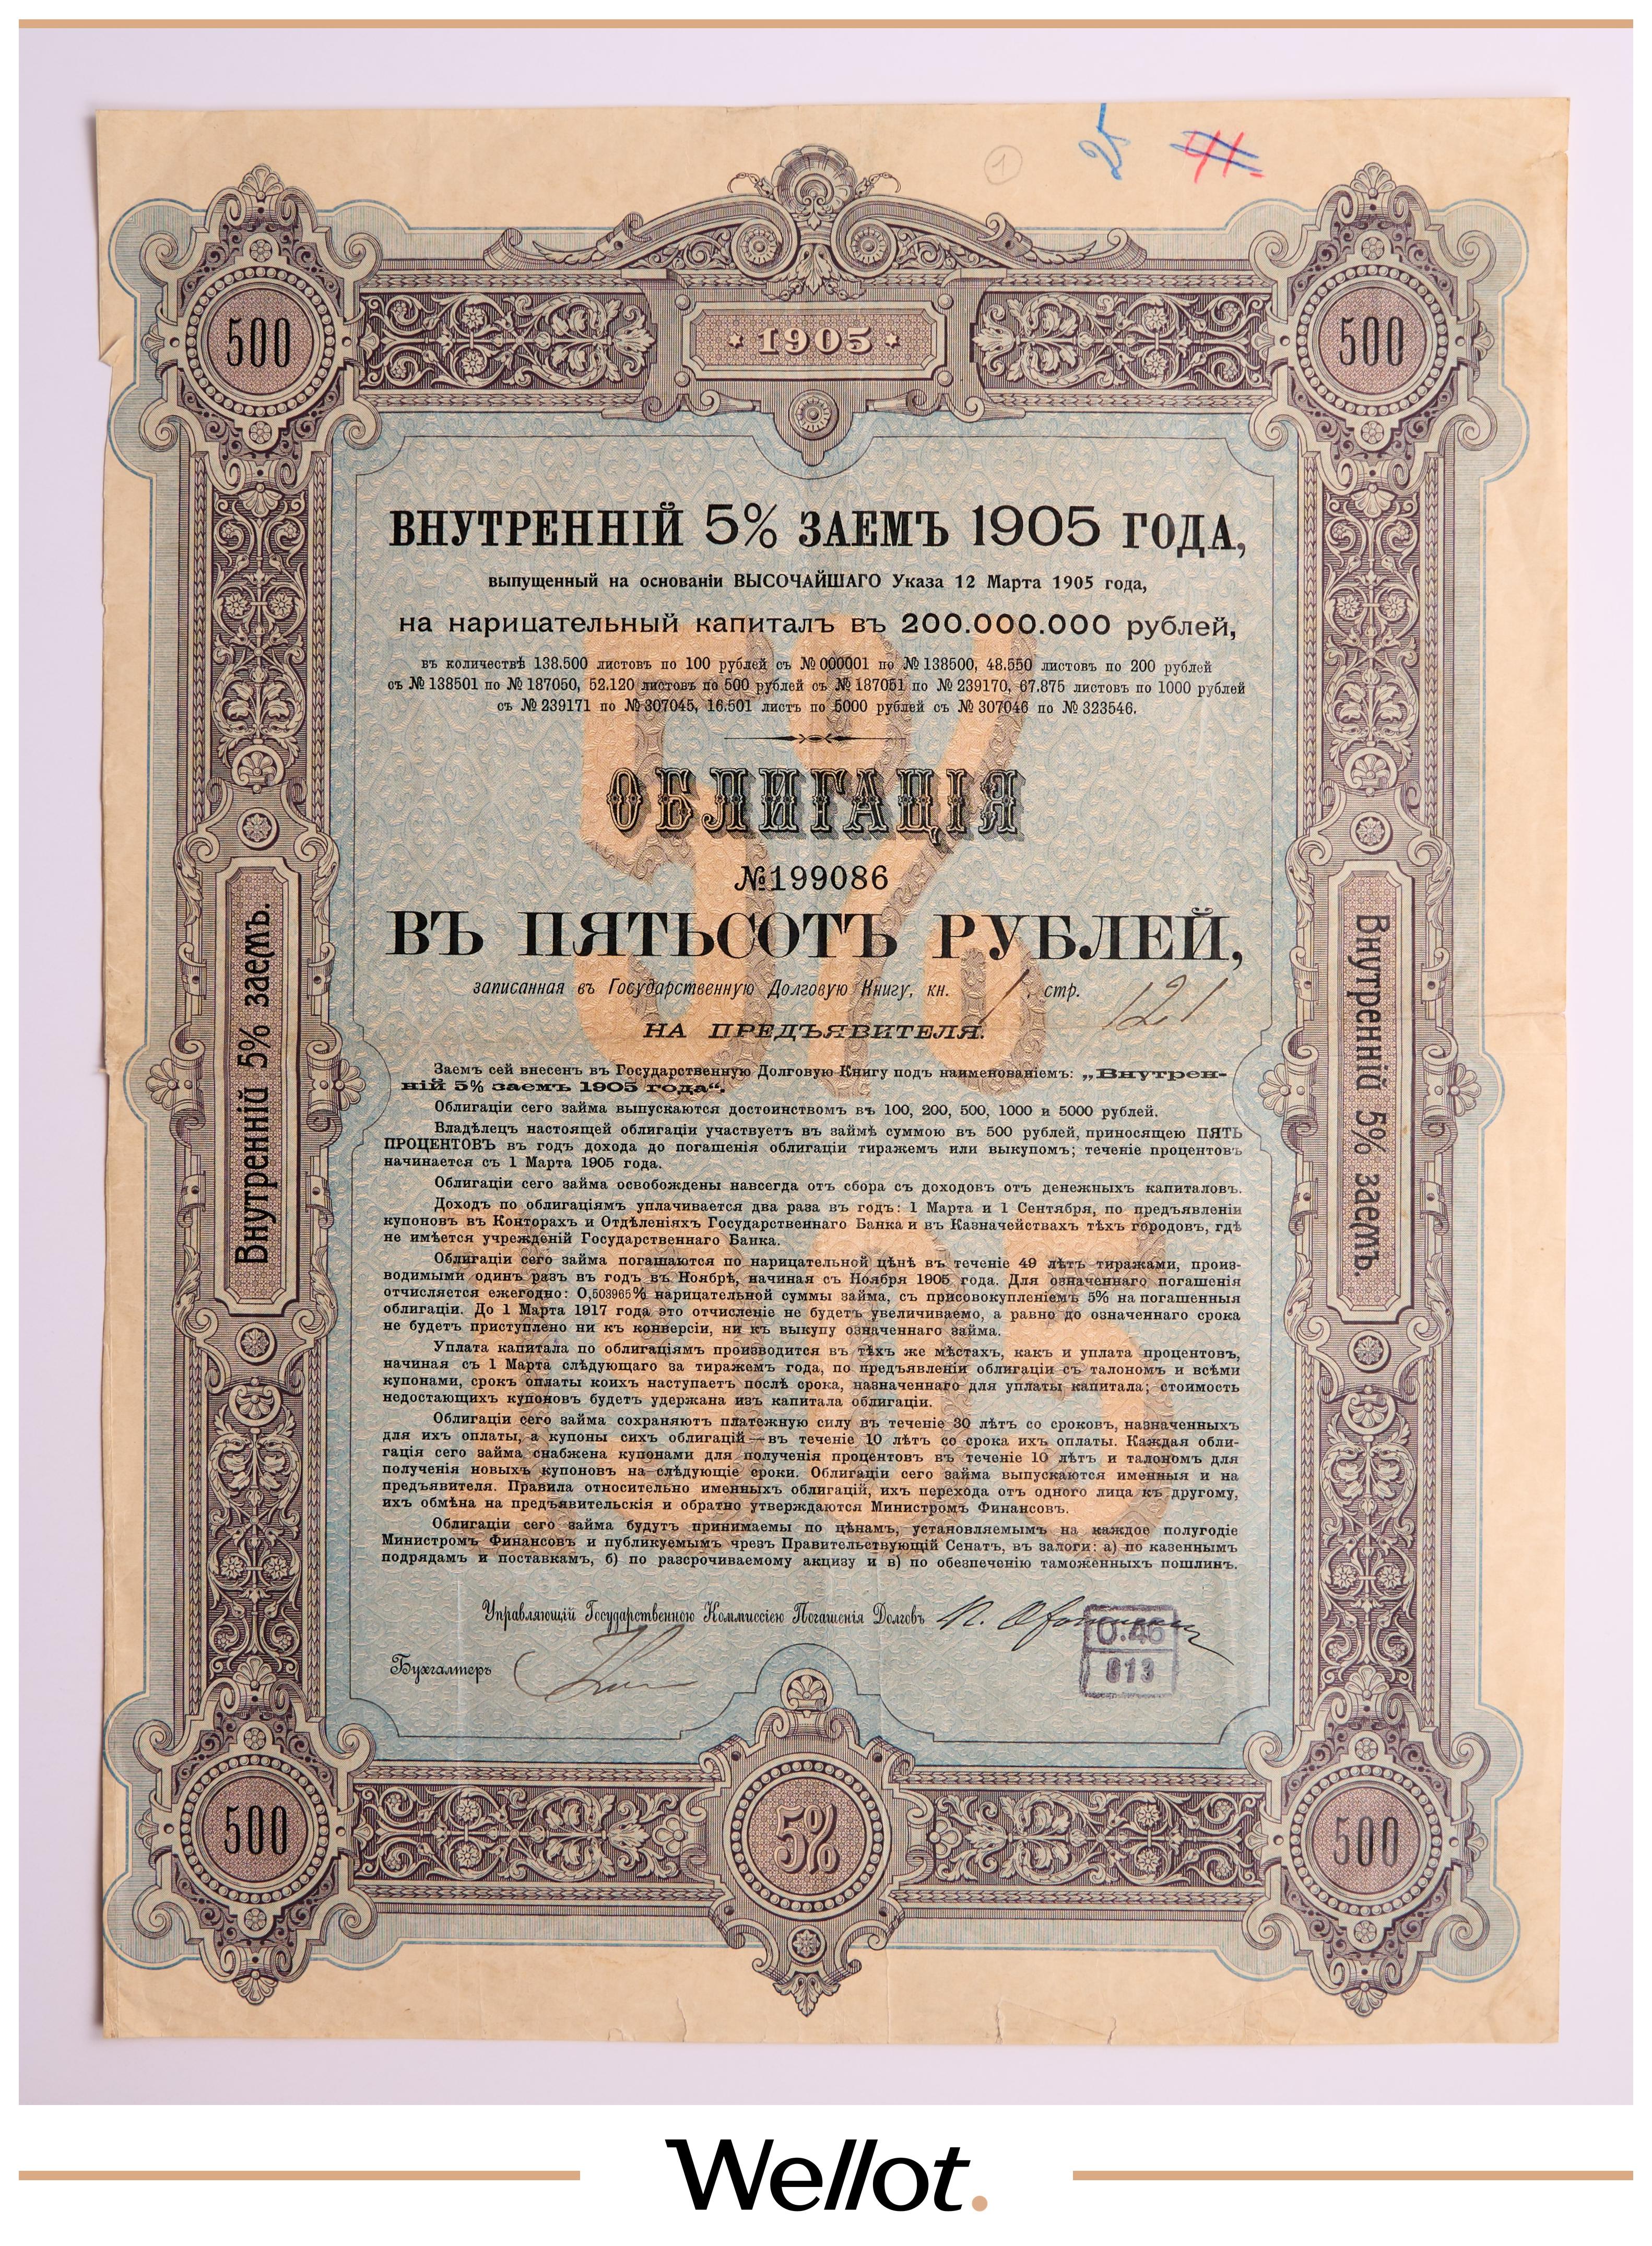 25
41.
1
500
* 1905 *
500
ВНУТРЕННІЙ 5% ЗАЕМЪ 1905 ГОДА,
выпущенный на основаніи ВЫСОЧАЙШАГО Указа 12 Марта 1905 года,
на нарицательный капиталъ въ 200.000.000 рублей,
въ количествѣ 138.500 листовъ по 100 рублей съ №000001 по №138500, 48.550 листовъ по 200 рублей
съ №138501 по №187050, 52.120 листовъ по 500 рублей съ №187051 по №239170, 67.875 листовъ по 1000 рублей
съ №239171 по №307045, 16.501 листъ по 5000 рублей съ №307046 по №323546.
ОБЛИГАЦІЯ
№199086
ВЪ ПЯТЬСОТЪ РУБЛЕЙ,
записанная въ Государственную Долговую Книгу, кн. 1, стр. 121
НА ПРЕДЪЯВИТЕЛЯ.
Заемъ сей внесенъ въ Государственную Долговую Книгу подъ наименованіемъ: „Внутрен-
ній 5% заемъ 1905 года“.
Облигаціи сего займа выпускаются достоинствомъ въ 100, 200, 500, 1000 и 5000 рублей.
Владѣлецъ настоящей облигаціи участвуетъ въ займѣ суммою въ 500 рублей, приносящею ПЯТЬ
ПРОЦЕНТОВЪ въ годъ дохода до погашенія облигаціи тиражемъ или выкупомъ; теченіе процентовъ
начинается съ 1 Марта 1905 года.
Облигаціи сего займа освобождены навсегда отъ сбора съ доходовъ отъ денежныхъ капиталовъ.
Доходъ по облигаціямъ уплачивается два раза въ годъ: 1 Марта и 1 Сентября, по предъявленіи
купоновъ въ Конторахъ и Отдѣленіяхъ Государственнаго Банка и въ Казначействахъ тѣхъ городовъ, гдѣ
не имѣется учрежденій Государственнаго Банка.
Облигаціи сего займа погашаются по нарицательной цѣнѣ въ теченіе 49 лѣтъ тиражами, произ-
водимыми одинъ разъ въ годъ въ Ноябрѣ, начиная съ Ноября 1905 года. Для означеннаго погашенія
отчисляется ежегодно: 0,503965% нарицательной суммы займа, съ присовокупленіемъ 5% на погашенныя
облигаціи. До 1 Марта 1917 года это отчисленіе не будетъ увеличиваемо, а равно до означеннаго срока
не будетъ приступлено ни къ конверсіи, ни къ выкупу означеннаго займа.
Уплата капитала по облигаціямъ производится въ тѣхъ же мѣстахъ, какъ и уплата процентовъ,
начиная съ 1 Марта слѣдующаго за тиражемъ года, по предъявленіи облигаціи съ талономъ и всѣми
купонами, срокъ оплаты коихъ наступаетъ послѣ срока, назначеннаго для уплаты капитала; стоимость
недостающихъ купоновъ будетъ удержана изъ капитала облигаціи.
Облигаціи сего займа сохраняютъ платежную силу въ теченіе 30 лѣтъ со сроковъ, назначенныхъ
для ихъ оплаты, а купоны сихъ облигацій—въ теченіе 10 лѣтъ со срока ихъ оплаты. Каждая обли-
гація сего займа снабжена купонами для полученія процентовъ въ теченіе 10 лѣтъ и талономъ для
полученія новыхъ купоновъ на слѣдующіе сроки. Облигаціи сего займа выпускаются именныя и на
предъявителя. Правила относительно именныхъ облигацій, ихъ перехода отъ одного лица къ другому,
ихъ обмѣна на предъявительскія и обратно утверждаются Министромъ Финансовъ.
Облигаціи сего займа будутъ принимаемы по цѣнамъ, установляемымъ на каждое полугодіе
Министромъ Финансовъ и публикуемымъ чрезъ Правительствующій Сенатъ, въ залоги: а) по казеннымъ
подрядамъ и поставкамъ, б) по разсрочиваемому акцизу и в) по обезпеченію таможенныхъ пошлинъ.
Управляющій Государственною Коммиссіею Погашенія Долговъ
0.46
013
Бухгалтеръ
Внутренній 5% заемъ.
Внутренній 5% заемъ.
5%
1905
500
5%
500
Wellot.